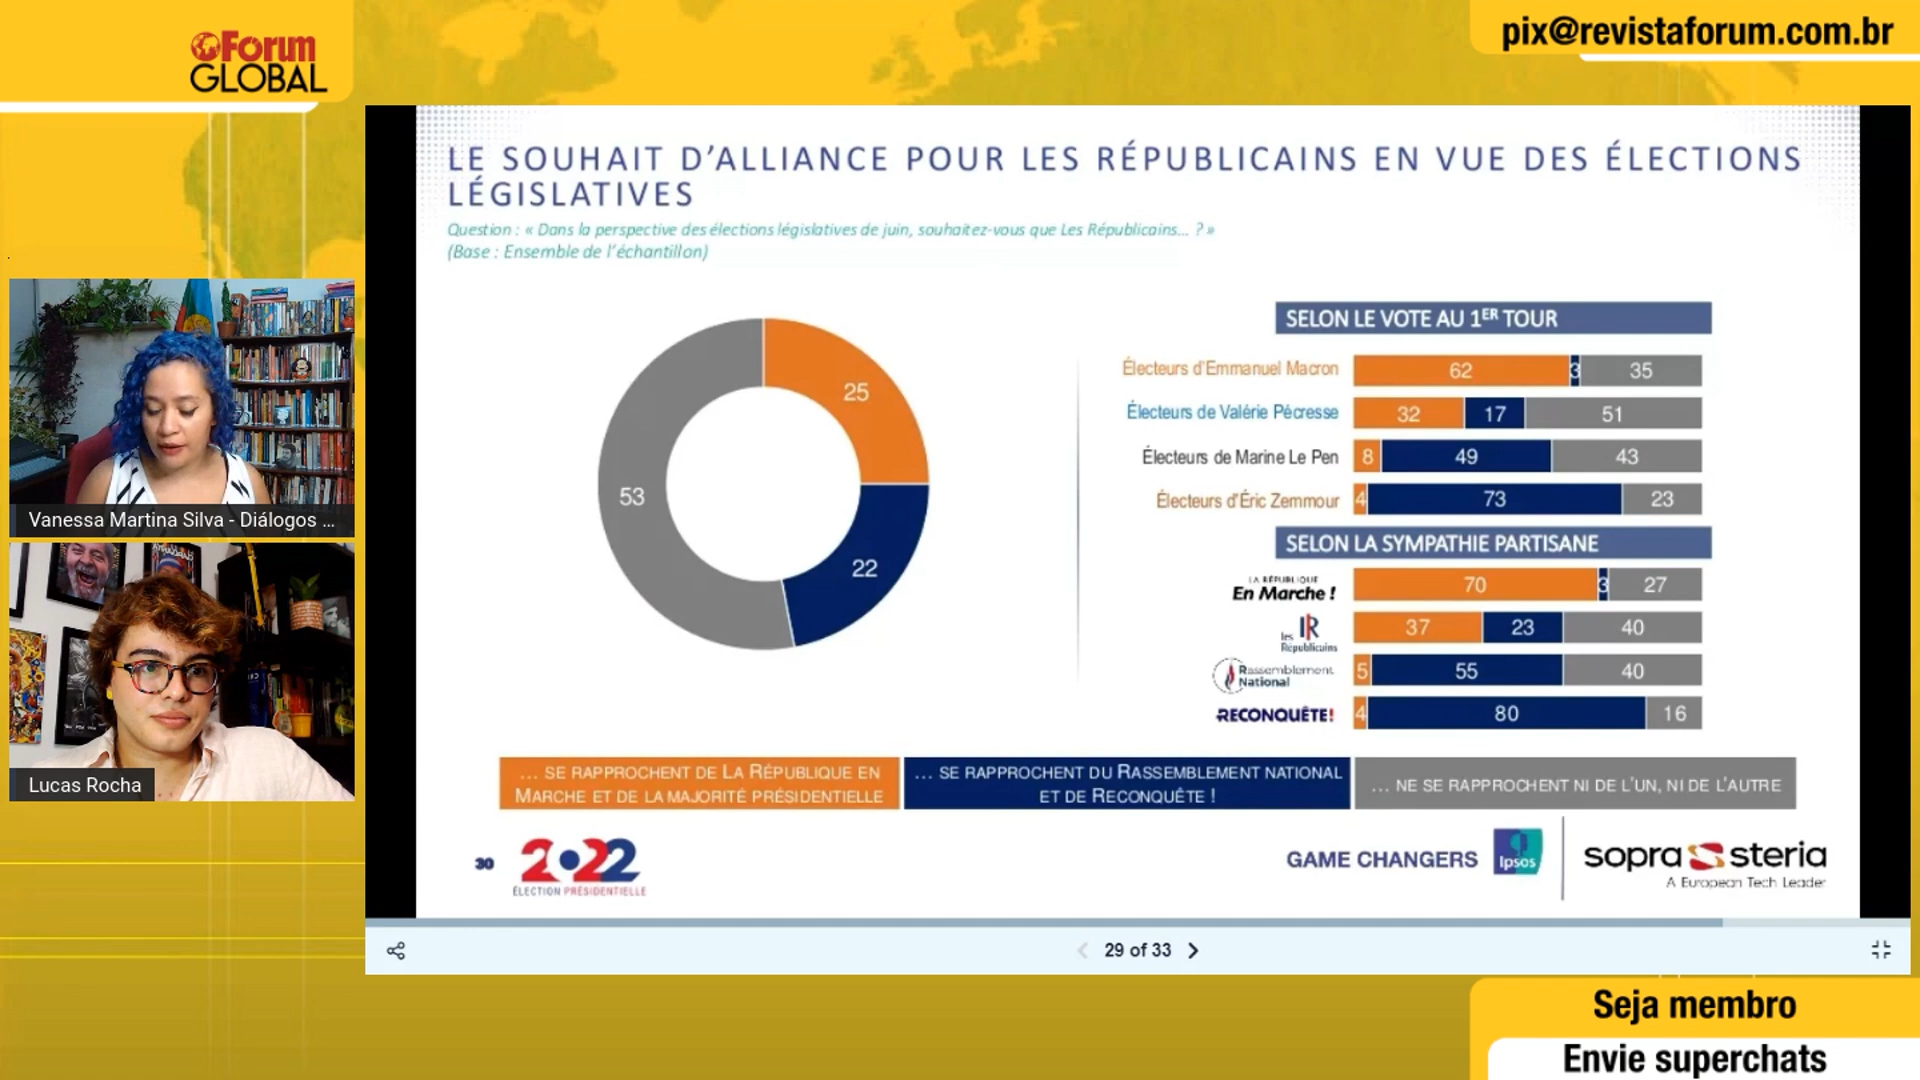 Forum
GLOBAL
pix@revistaforum.com.br
LE SOUHAIT D'ALLIANCE POUR LES RÉPUBLICAINS EN VUE DES ÉLECTIONS
LÉGISLATIVES
Question : « Dans la perspective des élections législatives de juin, souhaitez-vous que Les Républicains... ? »
(Base : Ensemble de l'échantillon)
25
53
22
SELON LE VOTE AU 1ER TOUR
Électeurs d'Emmanuel Macron 62 3 35
Électeurs de Valérie Pécresse 32 17 51
Électeurs de Marine Le Pen 8 49 43
Électeurs d'Éric Zemmour 4 73 23
SELON LA SYMPATHIE PARTISANE
LA RÉPUBLIQUE
En Marche ! 70 3 27
les Républicains 37 23 40
Rassemblement
National 5 55 40
RECONQUÊTE! 4 80 16
... SE RAPPROCHENT DE LA RÉPUBLIQUE EN
MARCHE ET DE LA MAJORITÉ PRÉSIDENTIELLE
... SE RAPPROCHENT DU RASSEMBLEMENT NATIONAL
ET DE RECONQUÊTE !
... NE SE RAPPROCHENT NI DE L'UN, NI DE L'AUTRE
30
2022
ÉLECTION PRÉSIDENTIELLE
GAME CHANGERS
Ipsos
sopra steria
A European Tech Leader
29 of 33
Vanessa Martina Silva - Diálogos ...
Lucas Rocha
Seja membro
Envie superchats